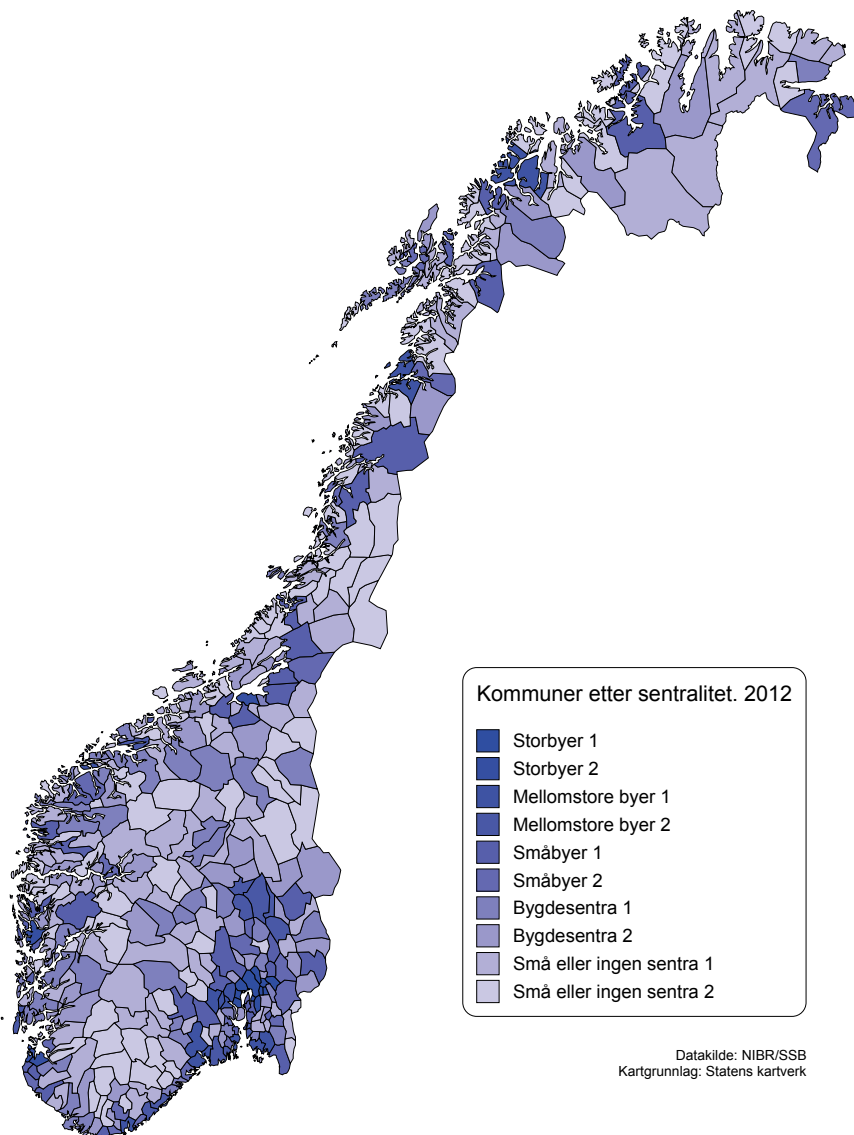 Kommuner etter sentralitet. 2012
Storbyer 1
Storbyer 2
Mellomstore byer 1
Mellomstore byer 2
Småbyer 1
Småbyer 2
Bygdesentra 1
Bygdesentra 2
Små eller ingen sentra 1
Små eller ingen sentra 2
Datakilde: NIBR/SSB
Kartgrunnlag: Statens kartverk